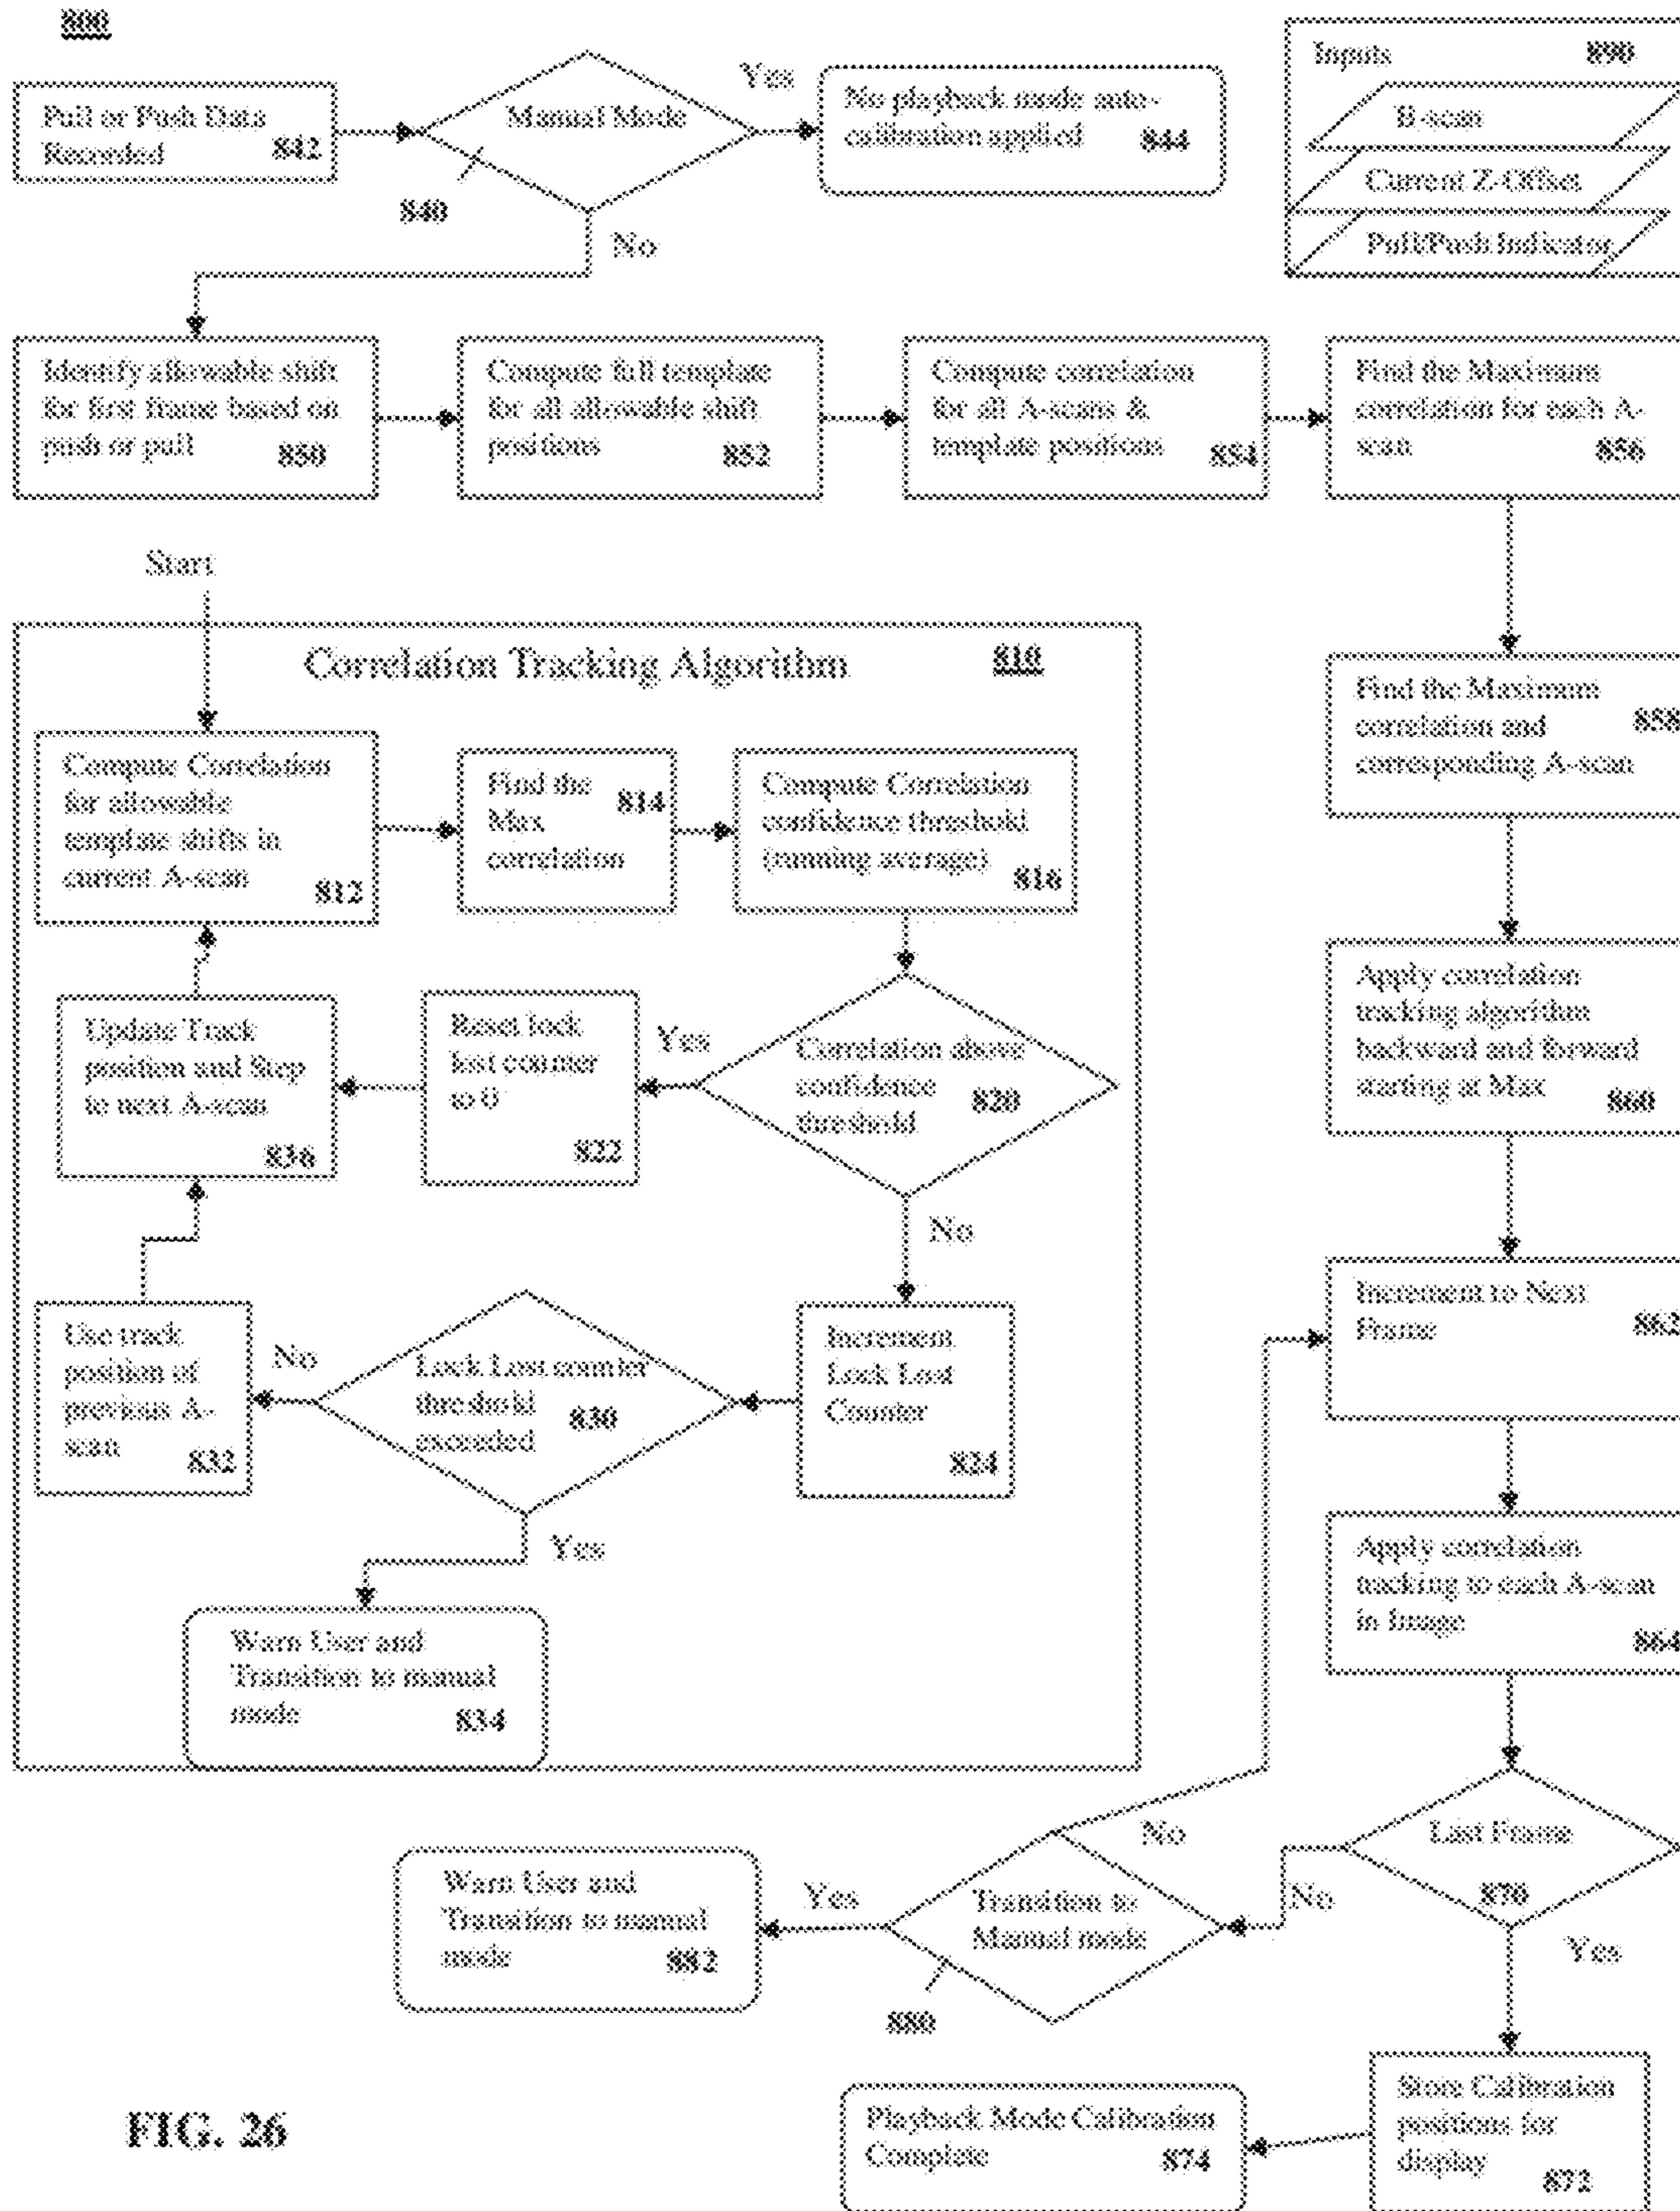 800
Pull or Push Data
Recorded
842
Manual Mode
840
Yes
No playback mode auto-
calibration applied
844
Inputs
890
B-scan
Current Z-Offset
Pull/Push Indicator
No
Identify allowable shift
for first frame based on
push or pull
850
Compute full template
for all allowable shift
positions
852
Compute correlation
for all A-scans &
template positions
854
Find the Maximum
correlation for each A-
scan
856
Start
Correlation Tracking Algorithm
810
Compute Correlation
for allowable
template shifts in
current A-scan
812
Find the
Max
correlation
814
Compute Correlation
confidence threshold
(running average)
816
Find the Maximum
correlation and
corresponding A-scan
858
Update Track
position and Step
to next A-scan
836
Reset lock
lost counter
to 0
822
Yes
Correlation above
confidence
threshold
820
Apply correlation
tracking algorithm
backward and forward
starting at Max
860
No
Use track
position of
previous A-
scan
832
No
Lock Lost counter
threshold
exceeded
830
Increment
Lock Lost
Counter
824
Increment to Next
Frame
862
Yes
Warn User and
Transition to manual
mode
834
Apply correlation
tracking to each A-scan
in Image
864
Warn User and
Transition to manual
mode
882
Yes
Transition to
Manual mode
880
No
No
Last Frame
870
Yes
Store Calibration
positions for
display
872
Playback Mode Calibration
Complete
874
FIG. 26